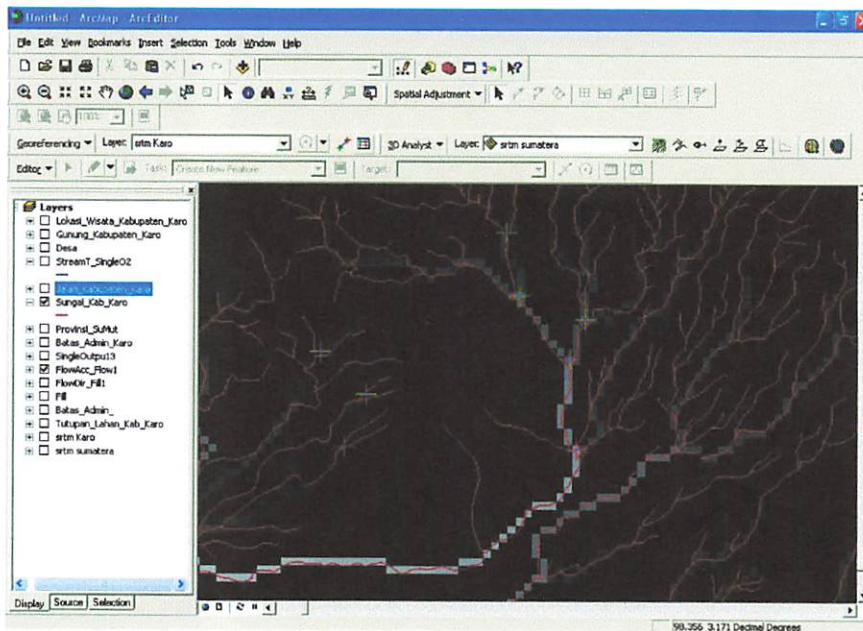 Untitled - ArcMap - ArcEditor
File Edit View Bookmarks Insert Selection Tools Window Help
Spatial Adjustment
100%
Georeferencing Layer: srtm Karo 3D Analyst Layer: srtm sumatera
Editor Task: Create New Feature Target:
Layers
Lokasi_Wisata_Kabupaten_Karo
Gunung_Kabupaten_Karo
Desa
StreamT_SingleO2
Jalan_Kabupaten_Karo
Sungai_Kab_Karo
Provinsi_SuMut
Batas_Admin_Karo
SingleOutpu13
FlowAcc_Flow1
FlowDir_Fill1
Fill
Batas_Admin_
Tutupan_Lahan_Kab_Karo
srtm Karo
srtm sumatera
Display Source Selection
98.356 3.171 Decimal Degrees